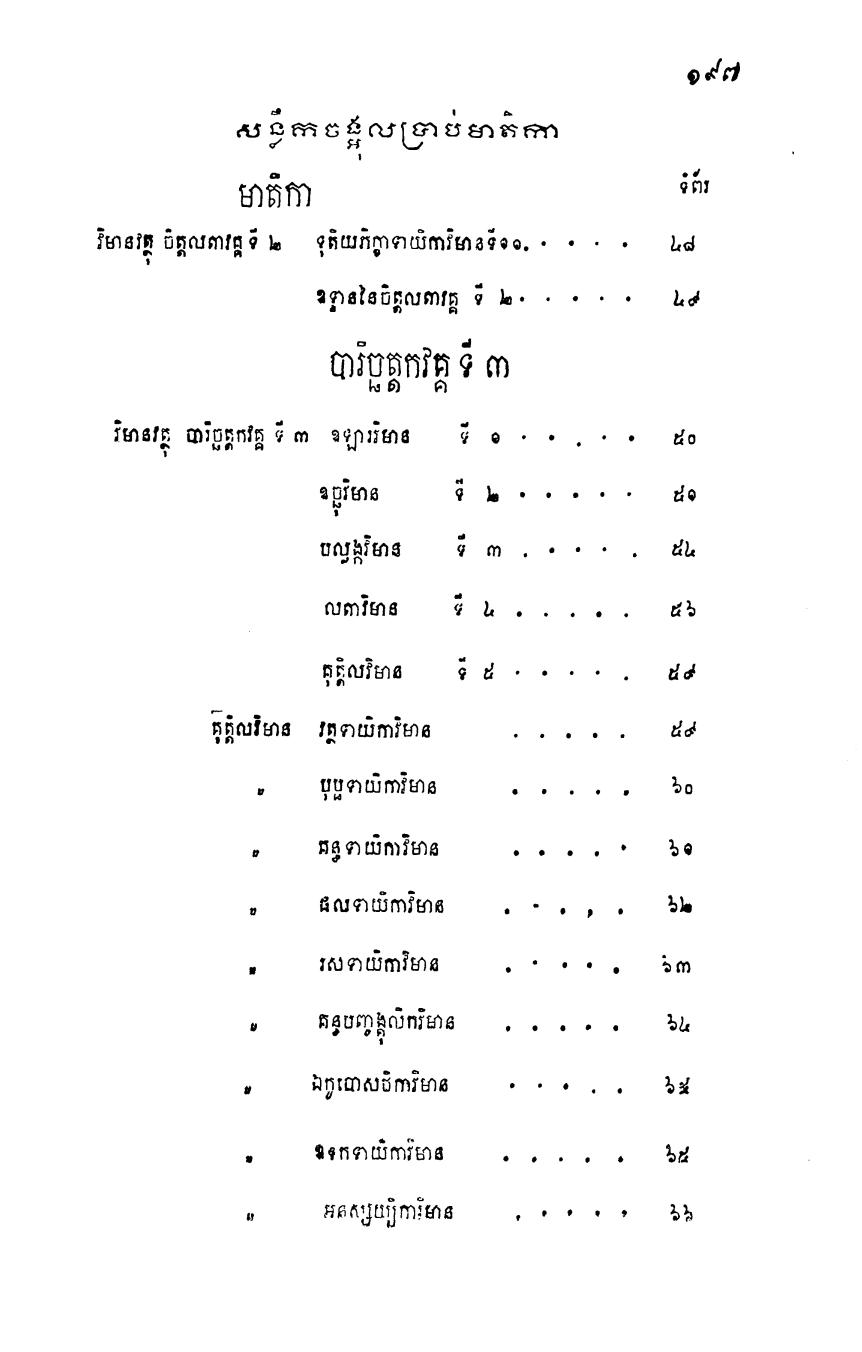 ១៩៧
សន្លឹកចង្អុលប្រាប់មាតិកា
មាតិកា ទំព័រ
វិមានវត្ថុ ចិត្តលតាវគ្គ ទី ២ ទុតិយភិក្ខាទាយិកាវិមានទី១១. . . . . ៤៨
ឧទ្ទាននៃចិត្តលតាវគ្គ ទី ២ . . . . . ៤៩
បារិច្ឆត្តកវគ្គ ទី ៣
វិមានវត្ថុ បារិច្ឆត្តកវគ្គ ទី ៣ ឧឡារវិមាន ទី ១ . . . . . ៥០
ឧច្ឆុវិមាន ទី ២ . . . . . ៥១
បល្លង្កវិមាន ទី ៣ . . . . . ៥៤
លតាវិមាន ទី ៤ . . . . . ៥៦
គុត្តិលវិមាន ទី ៥ . . . . . ៥៩
គុត្តិលវិមាន វត្ថទាយិកាវិមាន . . . . . ៥៩
" បុប្ផទាយិកាវិមាន . . . . . ៦០
" គន្ធទាយិកាវិមាន . . . . . ៦១
" ផលទាយិកាវិមាន . . . . . ៦២
" រសទាយិកាវិមាន . . . . . ៦៣
" គន្ធបញ្ចង្គុលិកវិមាន . . . . . ៦៤
" ឯកូបោសថិកាវិមាន . . . . . ៦៥
" ឧទកទាយិកាវិមាន . . . . . ៦៥
" អនុស្សុយ្យិកាវិមាន . . . . . ៦៦